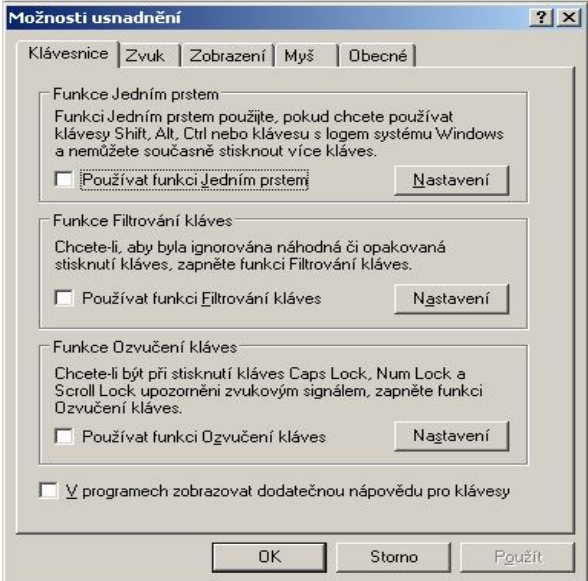 Možnosti usnadnění
Klávesnice Zvuk Zobrazení Myš Obecné
Funkce Jedním prstem
Funkci Jedním prstem použijte, pokud chcete používat
klávesy Shift, Alt, Ctrl nebo klávesu s logem systému Windows
a nemůžete současně stisknout více kláves.
Používat funkci Jedním prstem Nastavení
Funkce Filtrování kláves
Chcete-li, aby byla ignorována náhodná či opakovaná
stisknutí kláves, zapněte funkci Filtrování kláves.
Používat funkci Filtrování kláves Nastavení
Funkce Ozvučení kláves
Chcete-li být při stisknutí kláves Caps Lock, Num Lock a
Scroll Lock upozorněni zvukovým signálem, zapněte funkci
Ozvučení kláves.
Používat funkci Ozvučení kláves Nastavení
V programech zobrazovat dodatečnou nápovědu pro klávesy
OK Storno Použít